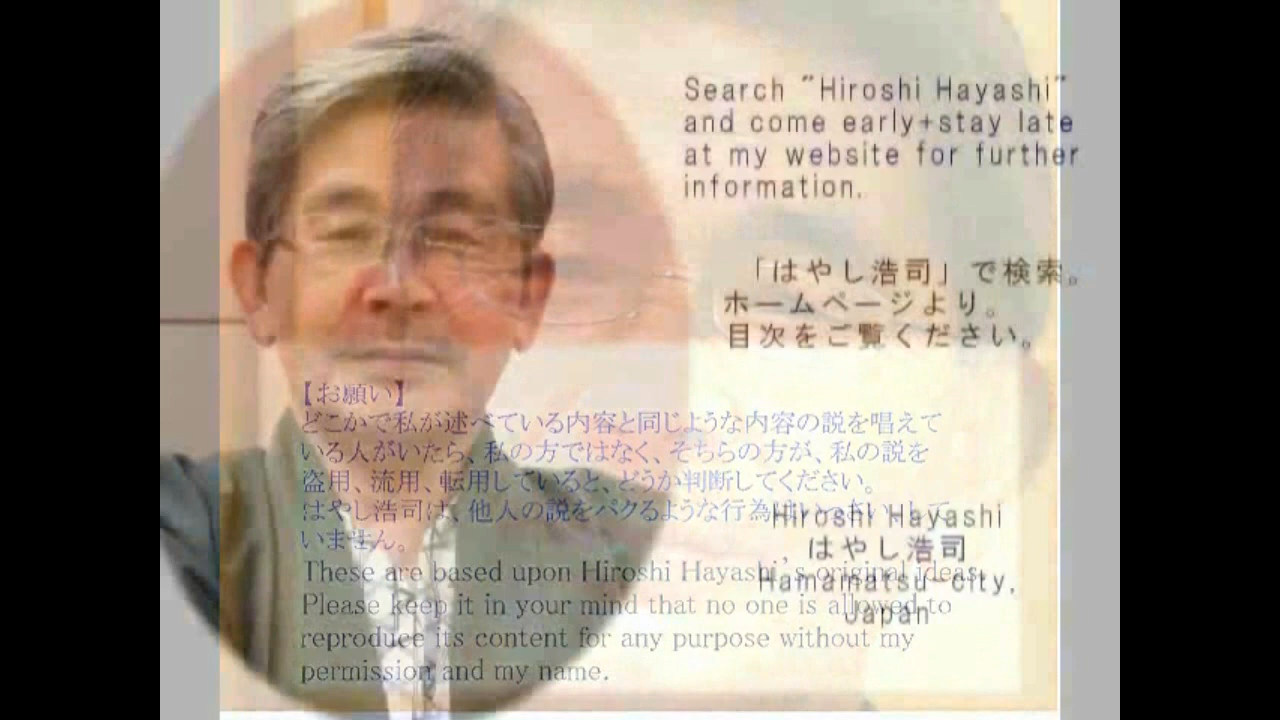 Search "Hiroshi Hayashi"
and come early+stay late
at my website for further
information.
「はやし浩司」で検索。
ホームページより。
目次をご覧ください。
【お願い】
どこかで私が述べている内容と同じような内容の説を唱えて
いる人がいたら、私の方ではなく、そちらの方が、私の説を
盗用、流用、転用していると、どうか判断してください。
はやし浩司は、他人の説をパクるような行為はいっさいして
いません。
These are based upon Hiroshi Hayashi's original ideas.
Please keep it in your mind that no one is allowed to
reproduce its content for any purpose without my
permission and my name.
Hiroshi Hayashi
, はやし浩司
Hamamatsu-city,
Japan